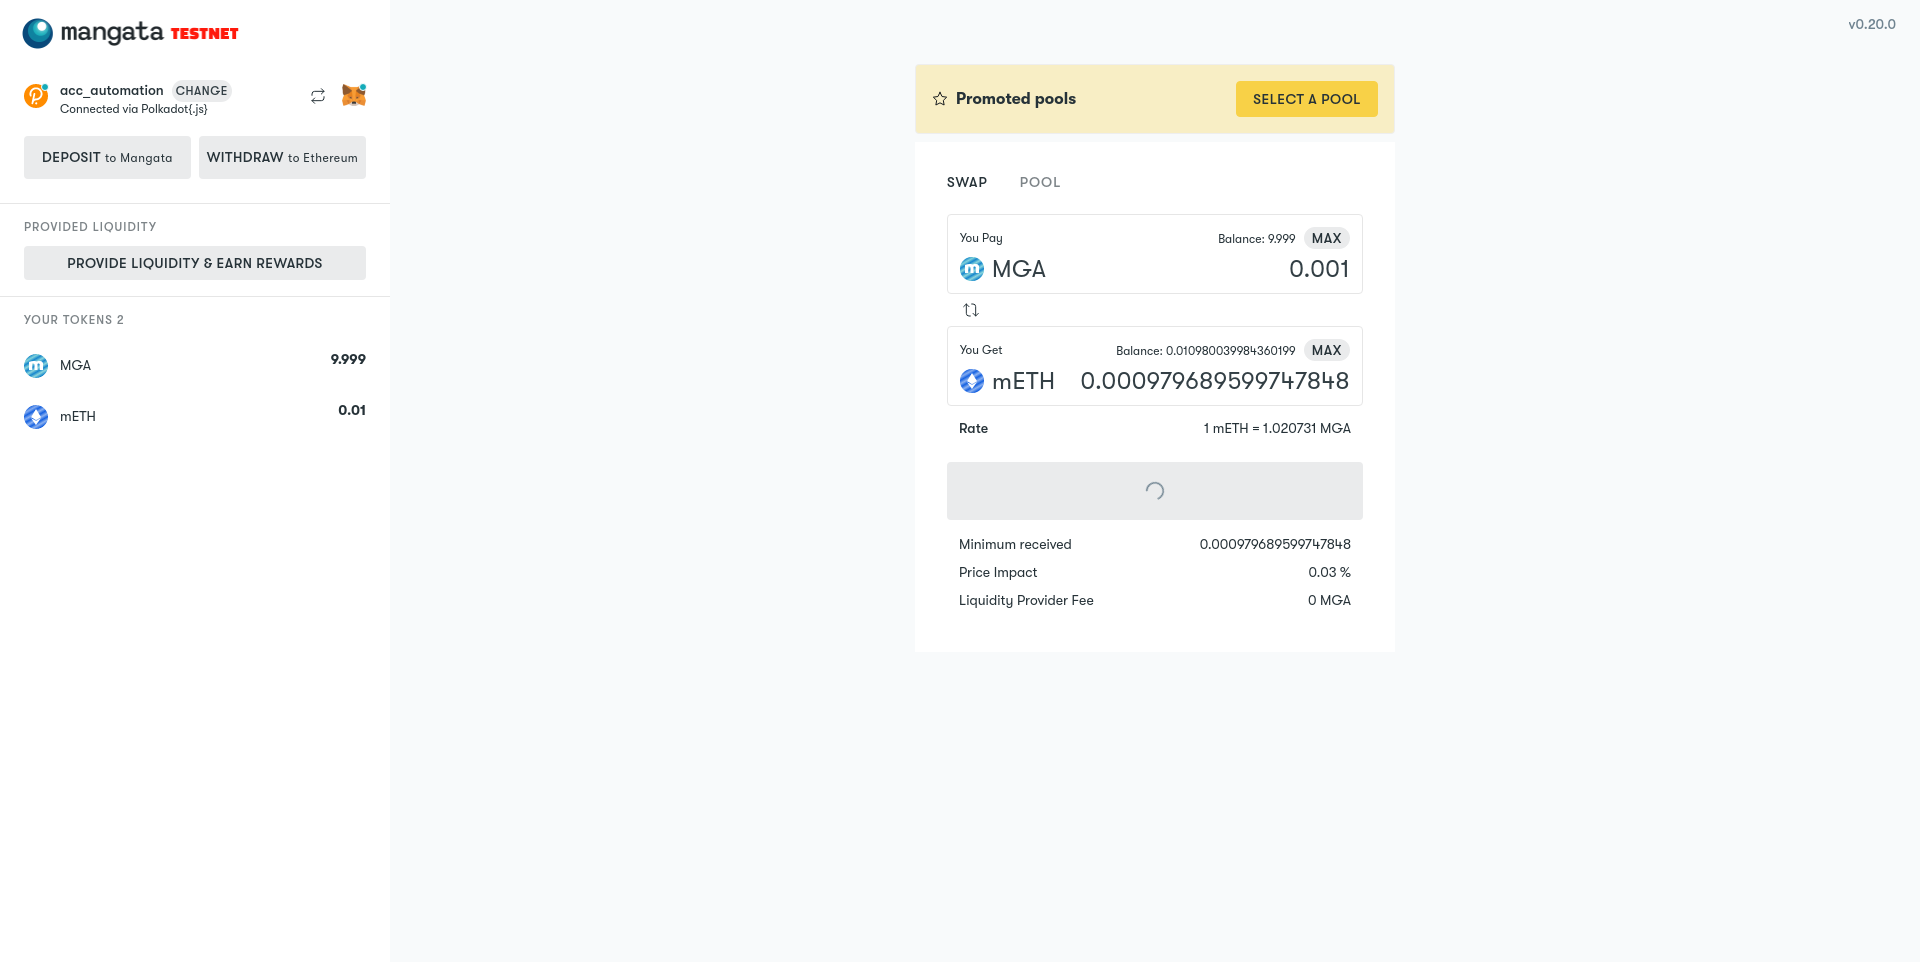 mangata TESTNET
v0.20.0
acc_automation CHANGE
Connected via Polkadot{.js}
DEPOSIT to Mangata
WITHDRAW to Ethereum
PROVIDED LIQUIDITY
PROVIDE LIQUIDITY & EARN REWARDS
YOUR TOKENS 2
MGA 9.999
mETH 0.01
Promoted pools SELECT A POOL
SWAP POOL
You Pay Balance: 9.999 MAX
MGA 0.001
You Get Balance: 0.010980039984360199 MAX
mETH 0.000979689599747848
Rate 1 mETH = 1.020731 MGA
Minimum received 0.000979689599747848
Price Impact 0.03 %
Liquidity Provider Fee 0 MGA